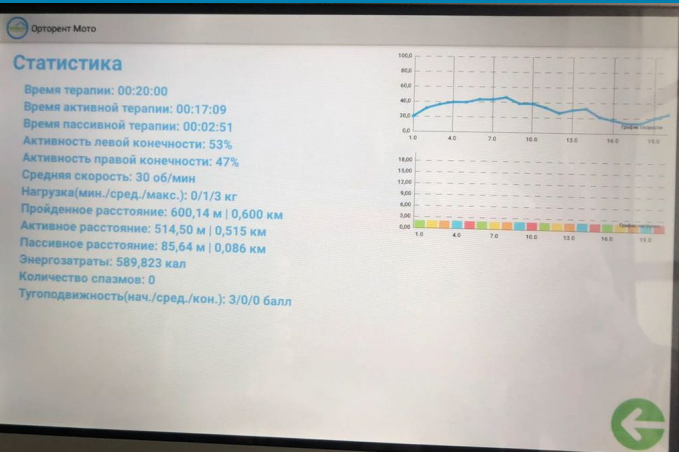 Орторент Мото
Статистика
Время терапии: 00:20:00
Время активной терапии: 00:17:09
Время пассивной терапии: 00:02:51
Активность левой конечности: 53%
Активность правой конечности: 47%
Средняя скорость: 30 об/мин
Нагрузка(мин./сред./макс.): 0/1/3 кг
Пройденное расстояние: 600,14 м | 0,600 км
Активное расстояние: 514,50 м | 0,515 км
Пассивное расстояние: 85,64 м | 0,086 км
Энергозатраты: 589,823 кал
Количество спазмов: 0
Тугоподвижность(нач./сред./кон.): 3/0/0 балл
100,0
80,0
60,0
40,0
20,0
0,0
1.0 4.0 7.0 10.0 13.0 16.0 19.0
График скорости
18,00
15,00
12,00
9,00
6,00
3,00
0,00
1.0 4.0 7.0 10.0 13.0 16.0 19.0